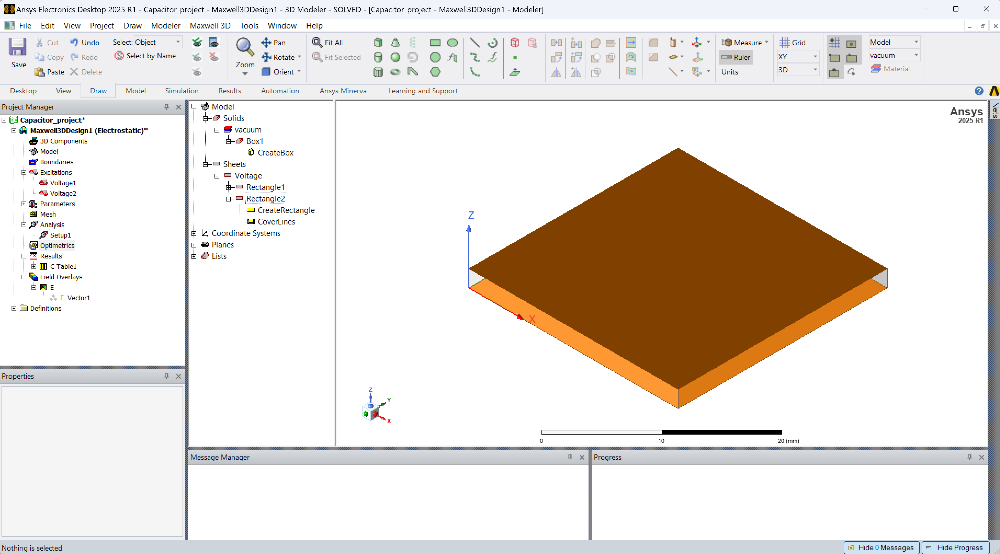 Ansys Electronics Desktop 2025 R1 - Capacitor_project - Maxwell3DDesign1 - 3D Modeler - SOLVED - [Capacitor_project - Maxwell3DDesign1 - Modeler]
File Edit View Project Draw Modeler Maxwell 3D Tools Window Help
Save
Cut
Copy
Paste
Undo
Redo
Delete
Select: Object
Select by Name
Zoom
Pan
Rotate
Orient
Fit All
Fit Selected
Measure
Ruler
Units
Grid
XY
3D
Model
vacuum
Material
Desktop View Draw Model Simulation Results Automation Ansys Minerva Learning and Support
Project Manager
Capacitor_project*
Maxwell3DDesign1 (Electrostatic)*
3D Components
Model
Boundaries
Excitations
Voltage1
Voltage2
Parameters
Mesh
Analysis
Setup1
Optimetrics
Results
C Table1
Field Overlays
E
E_Vector1
Definitions
Properties
Model
Solids
vacuum
Box1
CreateBox
Sheets
Voltage
Rectangle1
Rectangle2
CreateRectangle
CoverLines
Coordinate Systems
Planes
Lists
Ansys
2025 R1
Nets
Z
X
Z
Y
X
0 10 20 (mm)
Message Manager
Progress
Nothing is selected
Hide 0 Messages
Hide Progress